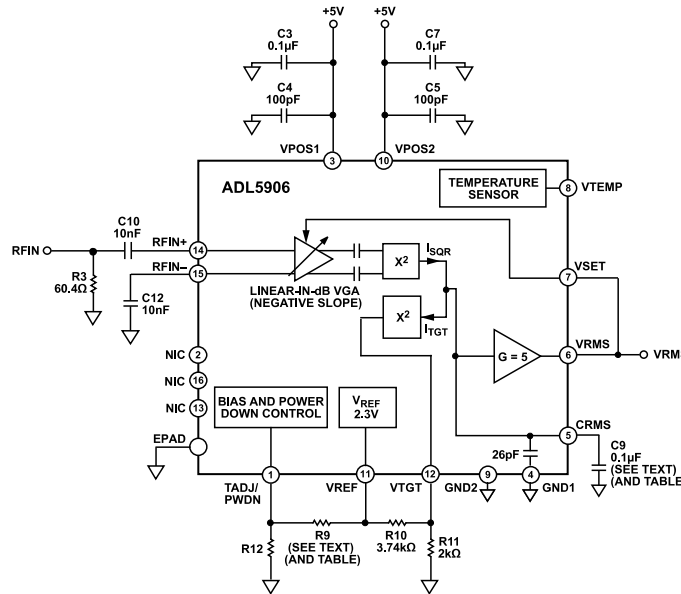 +5V
+5V
C3
0.1µF
C7
0.1µF
C4
100pF
C5
100pF
VPOS1
VPOS2
3
10
ADL5906
TEMPERATURE
SENSOR
8
VTEMP
C10
10nF
RFIN+
RFIN
14
ISQR
X2
RFIN–
15
7
VSET
R3
60.4Ω
C12
10nF
LINEAR-IN-dB VGA
(NEGATIVE SLOPE)
X2
ITGT
NIC
2
G = 5
VRMS
6
VRM
NIC
16
NIC
13
BIAS AND POWER
DOWN CONTROL
VREF
2.3V
CRMS
5
EPAD
26pF
C9
0.1µF
(SEE TEXT)
(AND TABLE)
1
11
12
9
4
TADJ/
PWDN
VREF
VTGT
GND2
GND1
R12
R9
(SEE TEXT)
(AND TABLE)
R10
3.74kΩ
R11
2kΩ